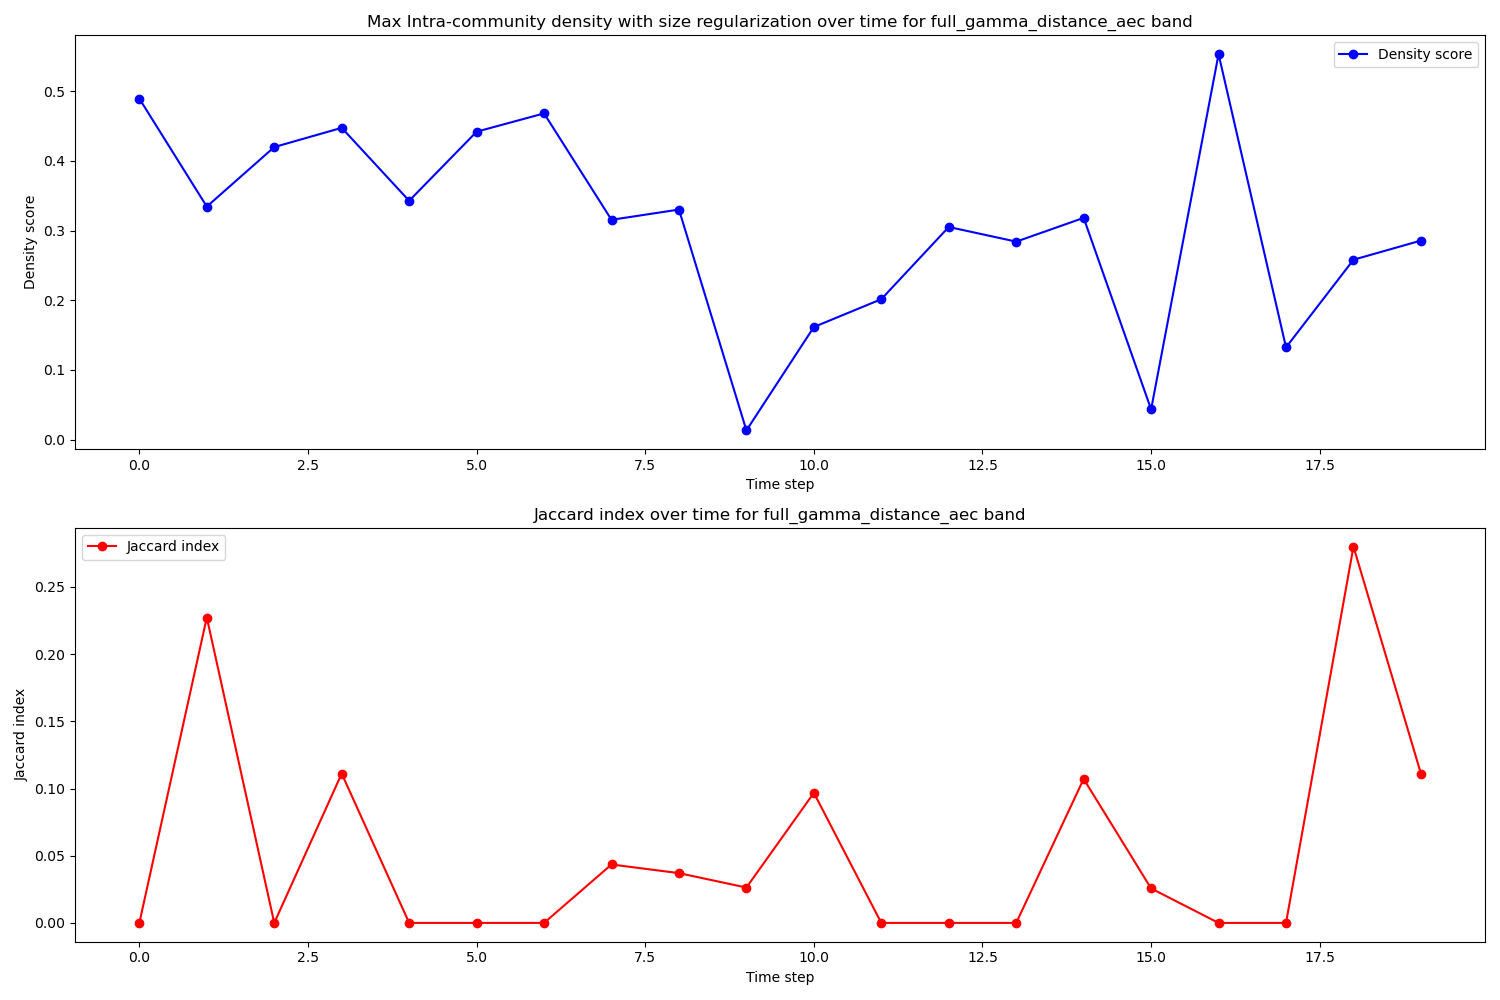 Max Intra-community density with size regularization over time for full_gamma_distance_aec band
Density score
Density score
0.5
0.4
0.3
0.2
0.1
0.0
0.0 2.5 5.0 7.5 10.0 12.5 15.0 17.5
Time step
Jaccard index over time for full_gamma_distance_aec band
Jaccard index
Jaccard index
0.25
0.20
0.15
0.10
0.05
0.00
0.0 2.5 5.0 7.5 10.0 12.5 15.0 17.5
Time step